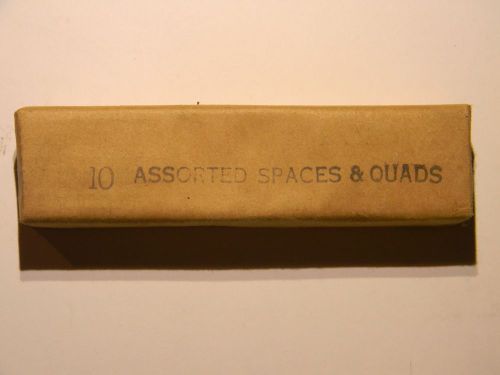 10 ASSORTED SPACES & QUADS